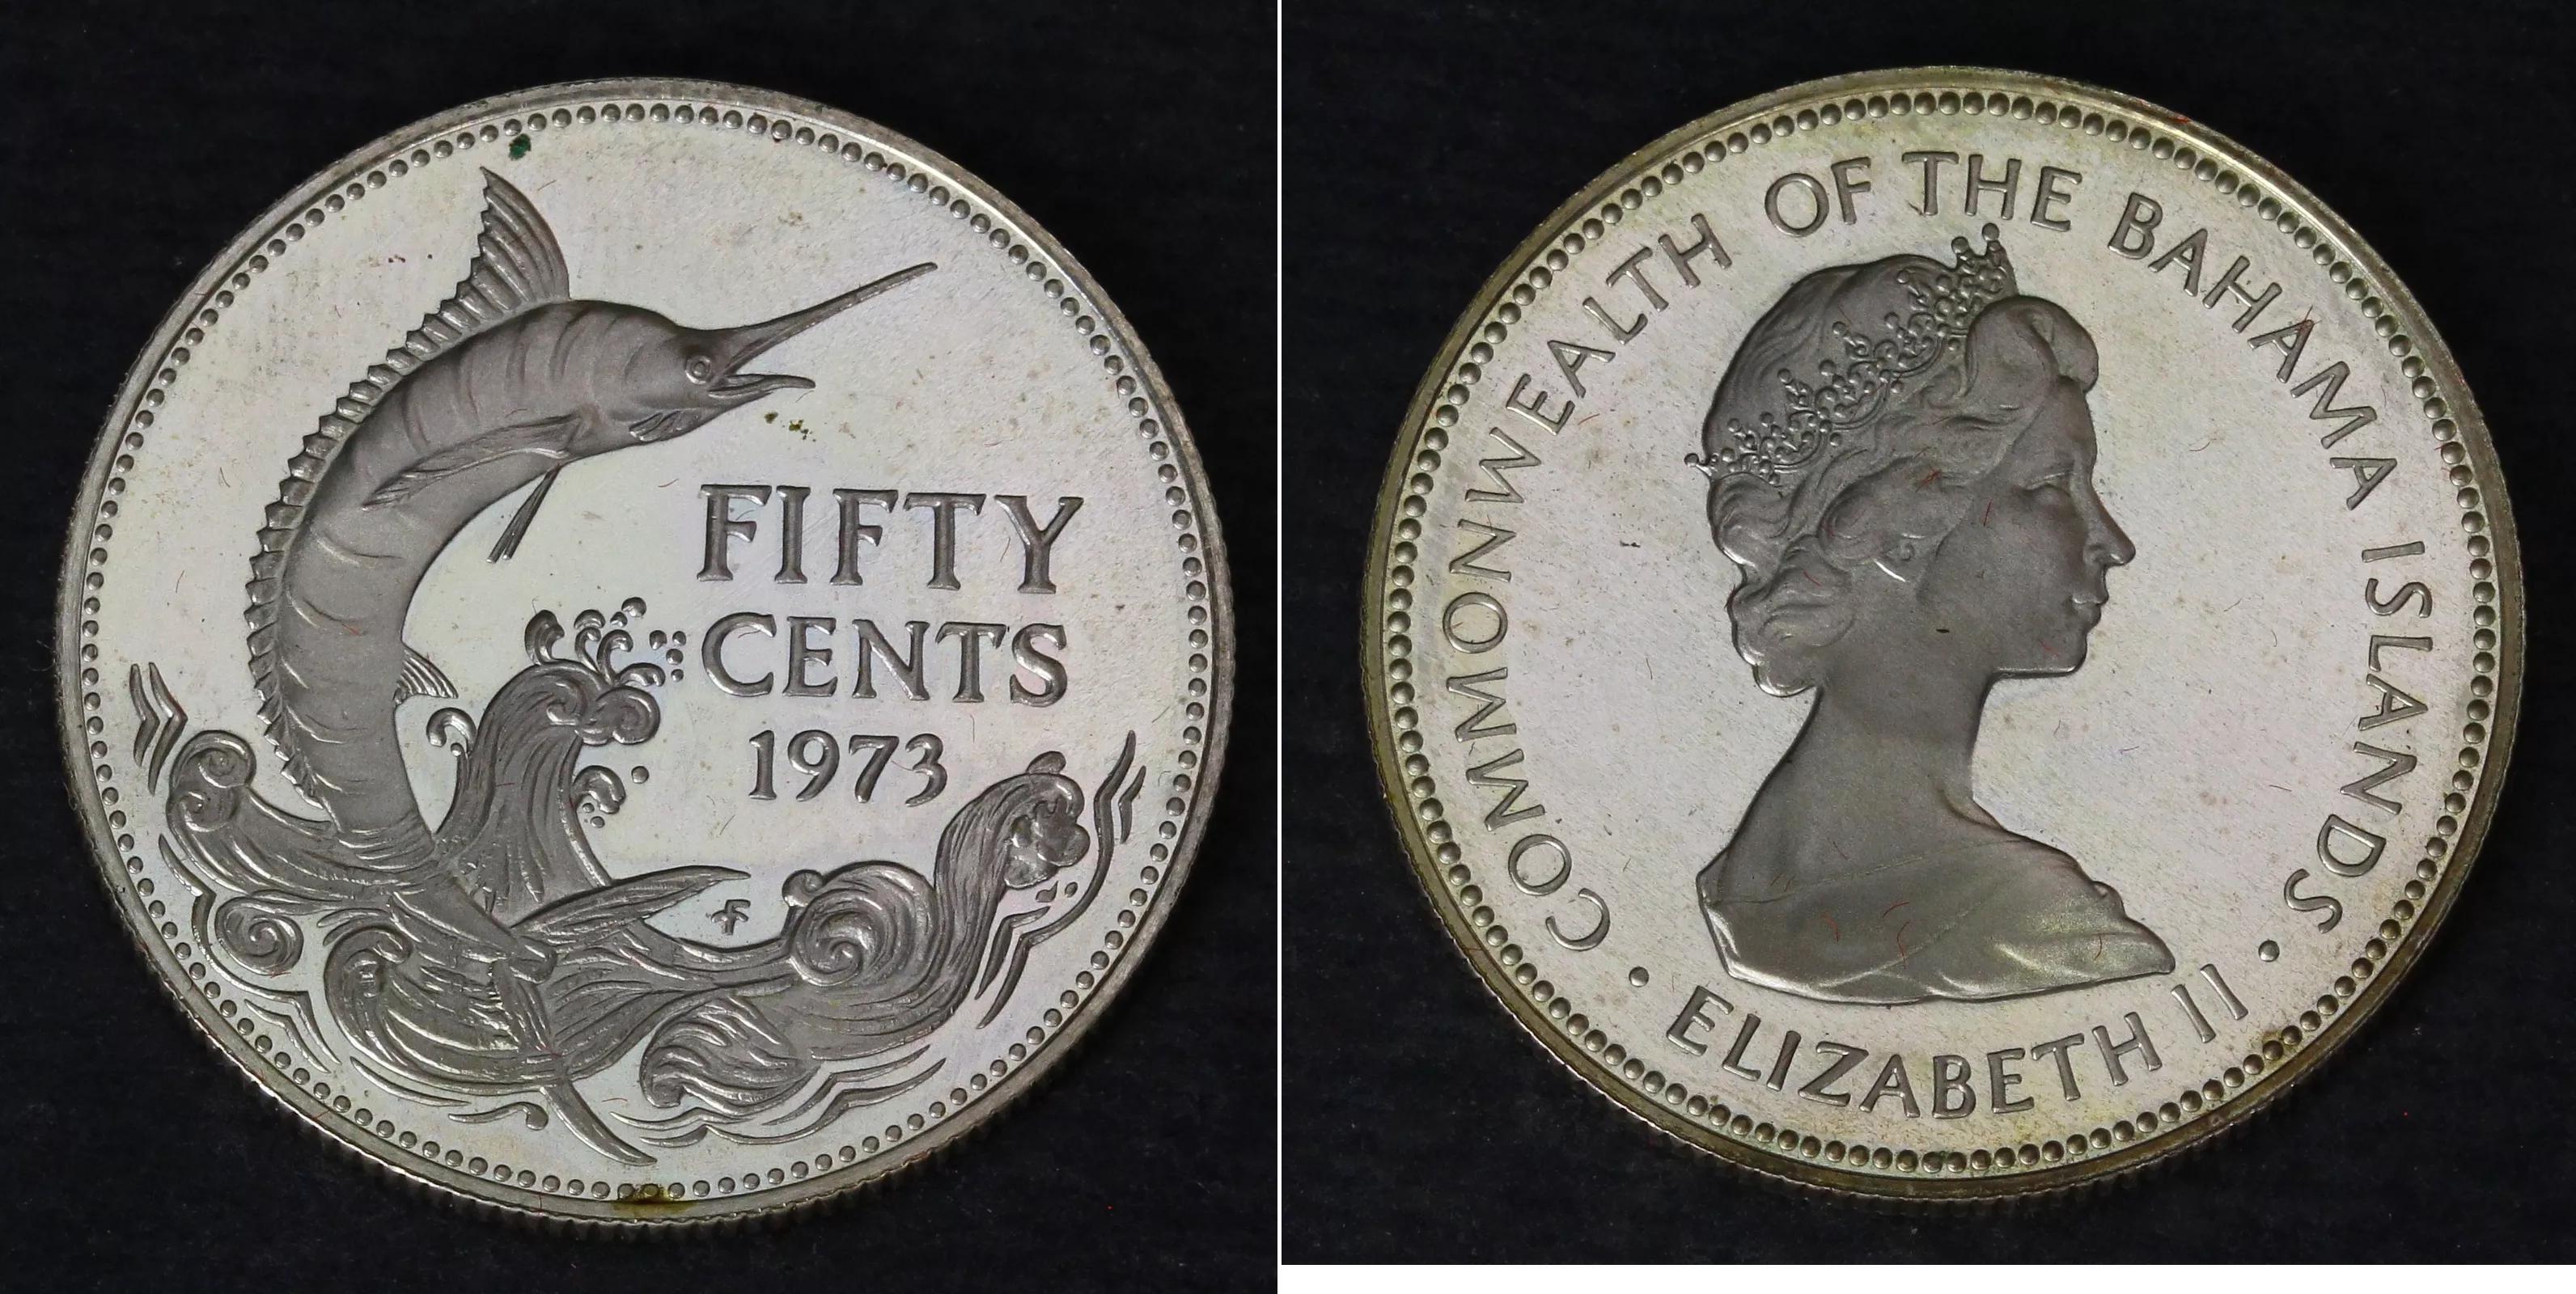 FIFTY
CENTS
1973
COMMONWEALTH OF THE BAHAMA ISLANDS
• ELIZABETH II •